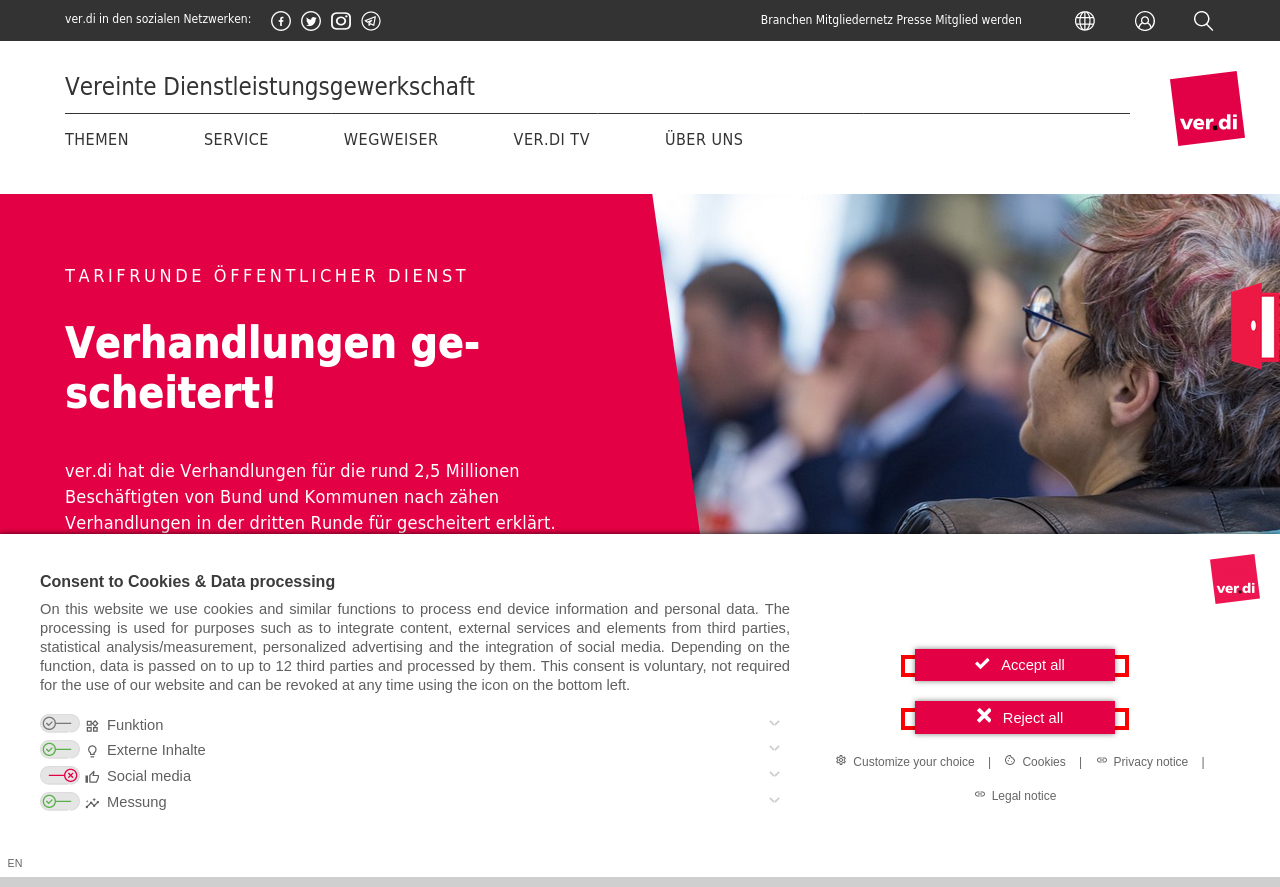 ver.di in den sozialen Netzwerken:
Branchen Mitgliedernetz Presse Mitglied werden
Vereinte Dienstleistungsgewerkschaft
ver.di
THEMEN SERVICE WEGWEISER VER.DI TV ÜBER UNS
TARIFRUNDE ÖFFENTLICHER DIENST
Verhandlungen ge-
scheitert!
ver.di hat die Verhandlungen für die rund 2,5 Millionen
Beschäftigten von Bund und Kommunen nach zähen
Verhandlungen in der dritten Runde für gescheitert erklärt.
ver.di
Consent to Cookies & Data processing
On this website we use cookies and similar functions to process end device information and personal data. The
processing is used for purposes such as to integrate content, external services and elements from third parties,
statistical analysis/measurement, personalized advertising and the integration of social media. Depending on the
function, data is passed on to up to 12 third parties and processed by them. This consent is voluntary, not required
for the use of our website and can be revoked at any time using the icon on the bottom left.
Funktion
Externe Inhalte
Social media
Messung
Accept all
Reject all
Customize your choice | Cookies | Privacy notice |
Legal notice
EN